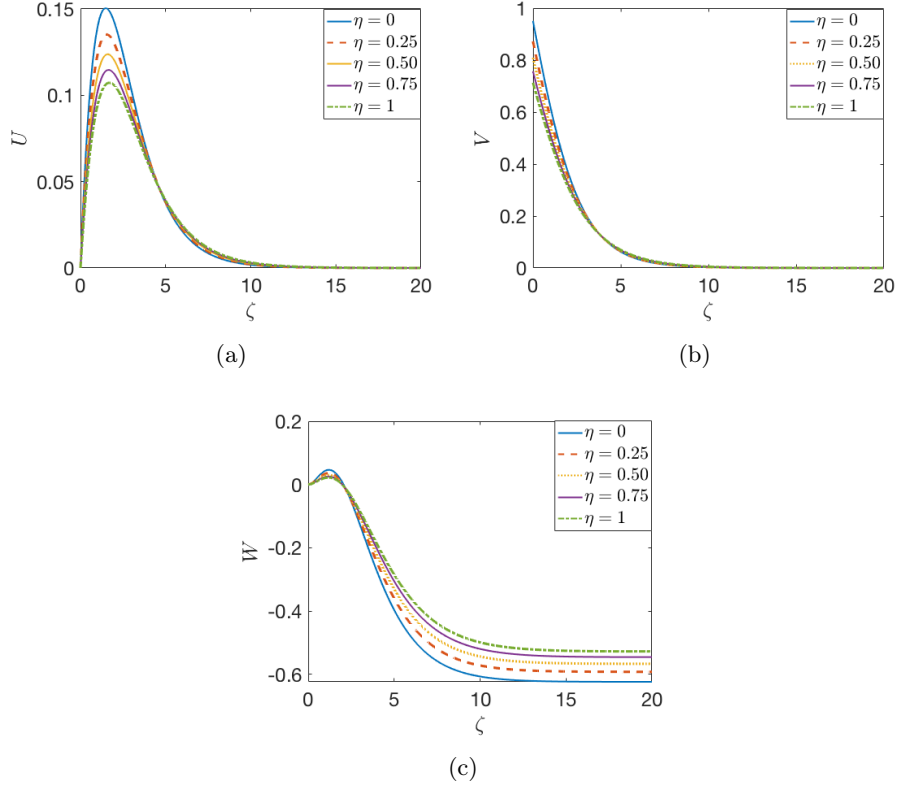 0.15
0.1
0.05
0
0
5
10
15
20
U
ζ
η = 0
η = 0.25
η = 0.50
η = 0.75
η = 1
(a)
1
0.8
0.6
0.4
0.2
0
0
5
10
15
20
V
ζ
η = 0
η = 0.25
η = 0.50
η = 0.75
η = 1
(b)
0.2
0
-0.2
-0.4
-0.6
0
5
10
15
20
W
ζ
η = 0
η = 0.25
η = 0.50
η = 0.75
η = 1
(c)